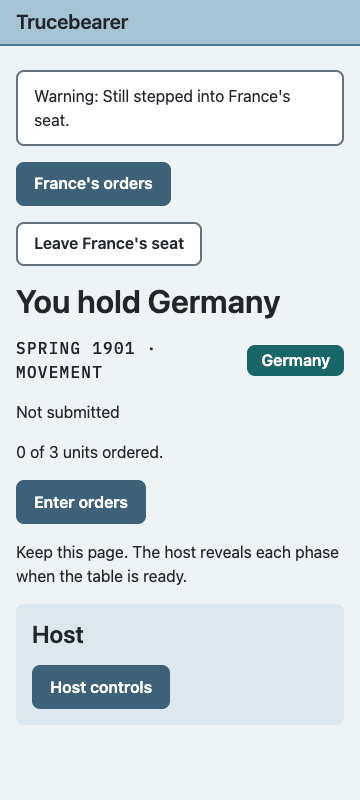 Trucebearer
Warning: Still stepped into France's
seat.
France's orders
Leave France's seat
You hold Germany
SPRING 1901 ·
MOVEMENT
Germany
Not submitted
0 of 3 units ordered.
Enter orders
Keep this page. The host reveals each phase
when the table is ready.
Host
Host controls